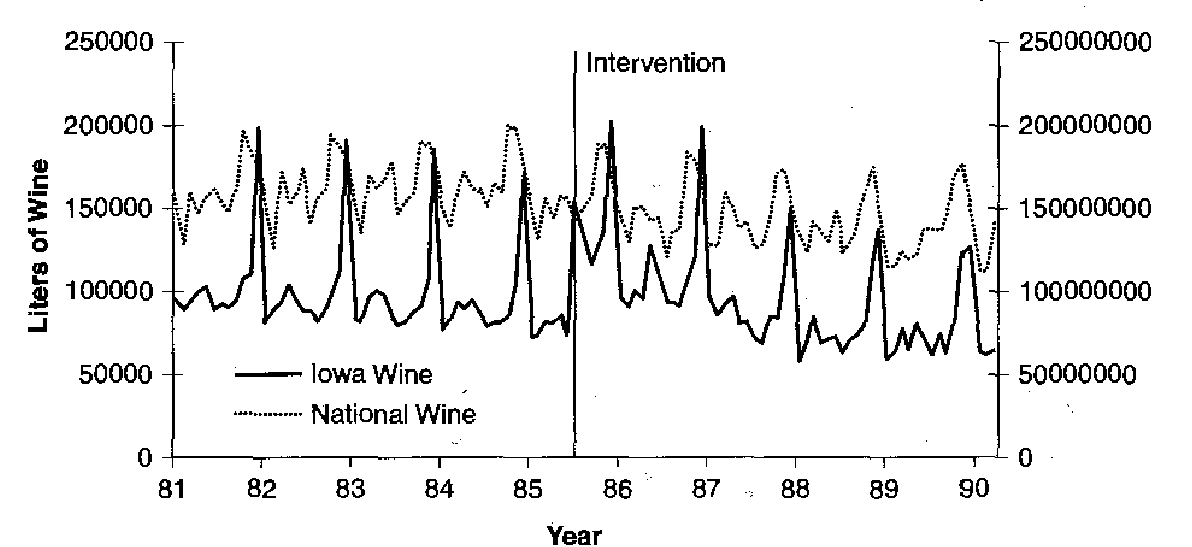 250000
200000
150000
100000
50000
0
Liters of Wine
Intervention
250000000
200000000
150000000
100000000
50000000
0
Iowa Wine
National Wine
81 82 83 84 85 86 87 88 89 90
Year